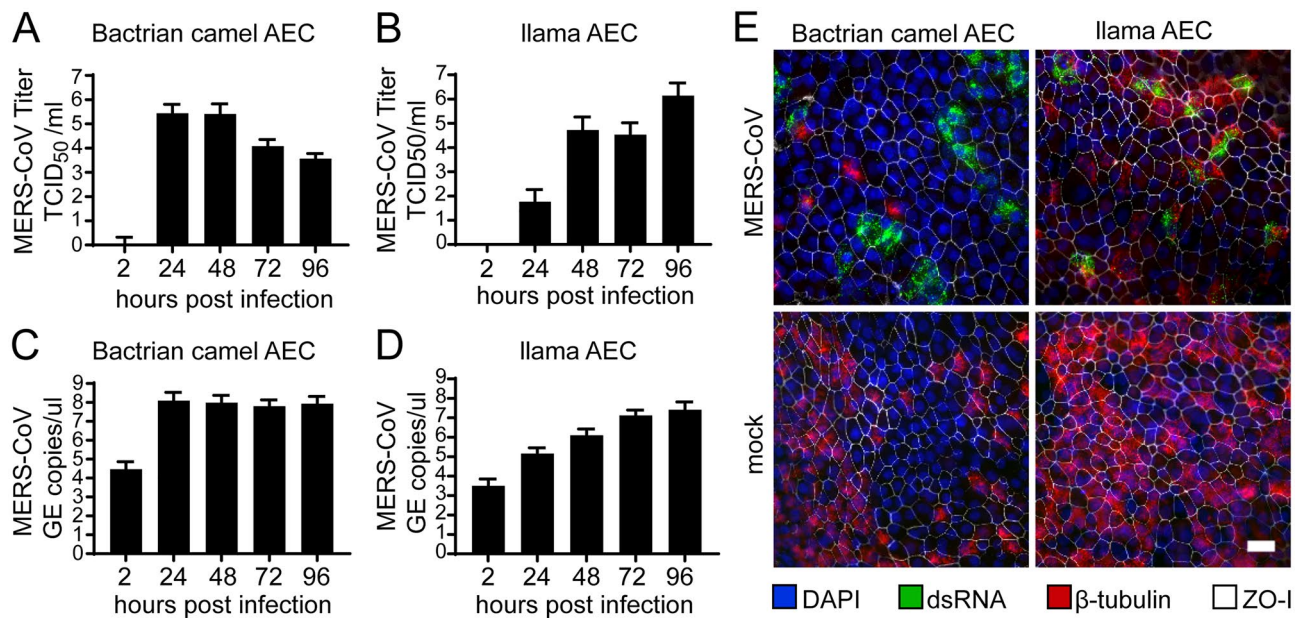 A
Bactrian camel AEC
MERS-CoV Titer
TCID50/ml
7
6
5
4
3
2
1
0
2 24 48 72 96
hours post infection
B
llama AEC
MERS-CoV Titer
TCID50/ml
7
6
5
4
3
2
1
0
2 24 48 72 96
hours post infection
C
Bactrian camel AEC
MERS-CoV
GE copies/ul
9
8
7
6
5
4
3
2
1
0
2 24 48 72 96
hours post infection
D
llama AEC
MERS-CoV
GE copies/ul
9
8
7
6
5
4
3
2
1
0
2 24 48 72 96
hours post infection
E
Bactrian camel AEC
llama AEC
MERS-CoV
mock
DAPI dsRNA β-tubulin ZO-I